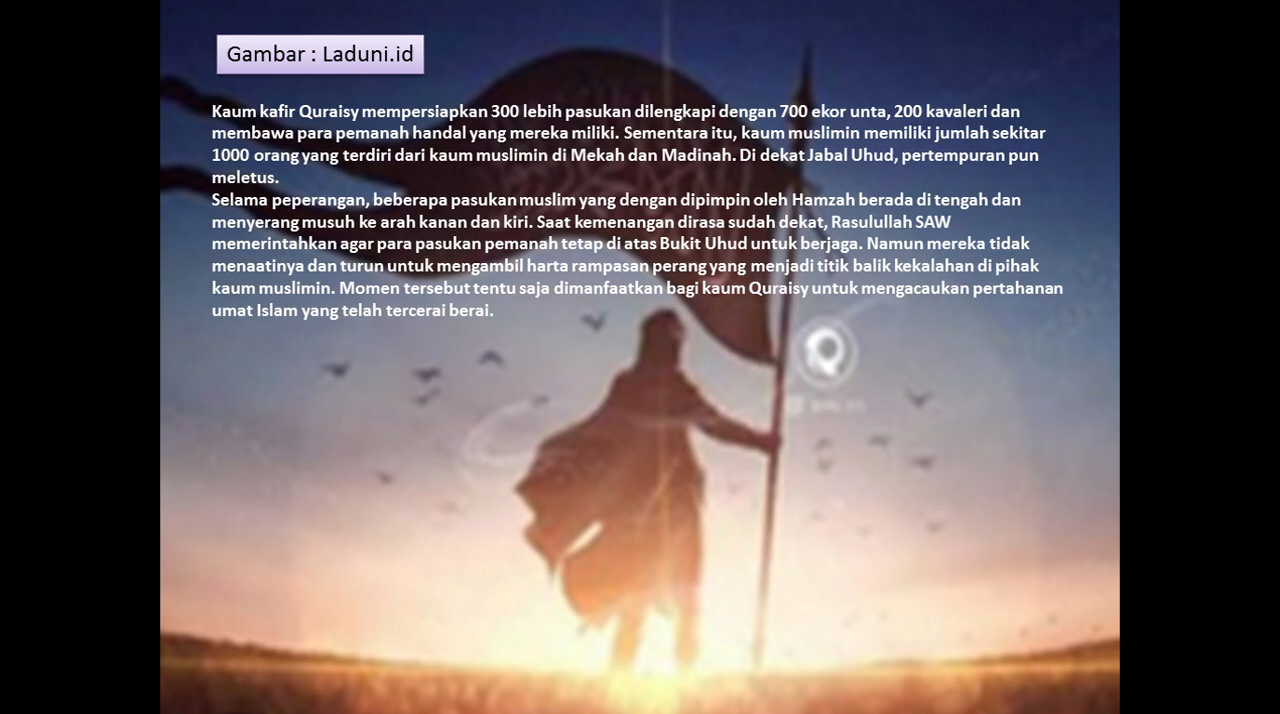 Gambar : Laduni.id
Kaum kafir Quraisy mempersiapkan 300 lebih pasukan dilengkapi dengan 700 ekor unta, 200 kavaleri dan
membawa para pemanah handal yang mereka miliki. Sementara itu, kaum muslimin memiliki jumlah sekitar
1000 orang yang terdiri dari kaum muslimin di Mekah dan Madinah. Di dekat Jabal Uhud, pertempuran pun
meletus.
Selama peperangan, beberapa pasukan muslim yang dengan dipimpin oleh Hamzah berada di tengah dan
menyerang musuh ke arah kanan dan kiri. Saat kemenangan dirasa sudah dekat, Rasulullah SAW
memerintahkan agar para pasukan pemanah tetap di atas Bukit Uhud untuk berjaga. Namun mereka tidak
menaatinya dan turun untuk mengambil harta rampasan perang yang menjadi titik balik kekalahan di pihak
kaum muslimin. Momen tersebut tentu saja dimanfaatkan bagi kaum Quraisy untuk mengacaukan pertahanan
umat Islam yang telah tercerai berai.